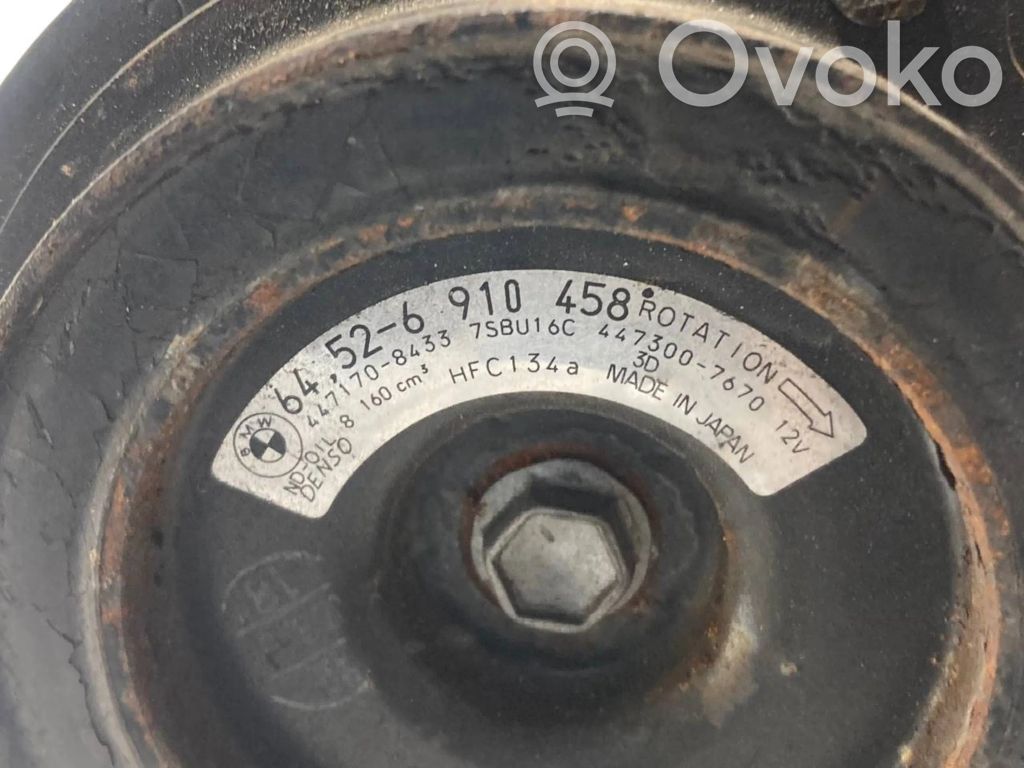 Ovoko
BMW
64.52-6 910 458
ROTATION
447170-8433 7SBU16C 447300-7670
3D
ND-OIL 8 160 cm³ HFC134a MADE IN JAPAN 12V
DENSO